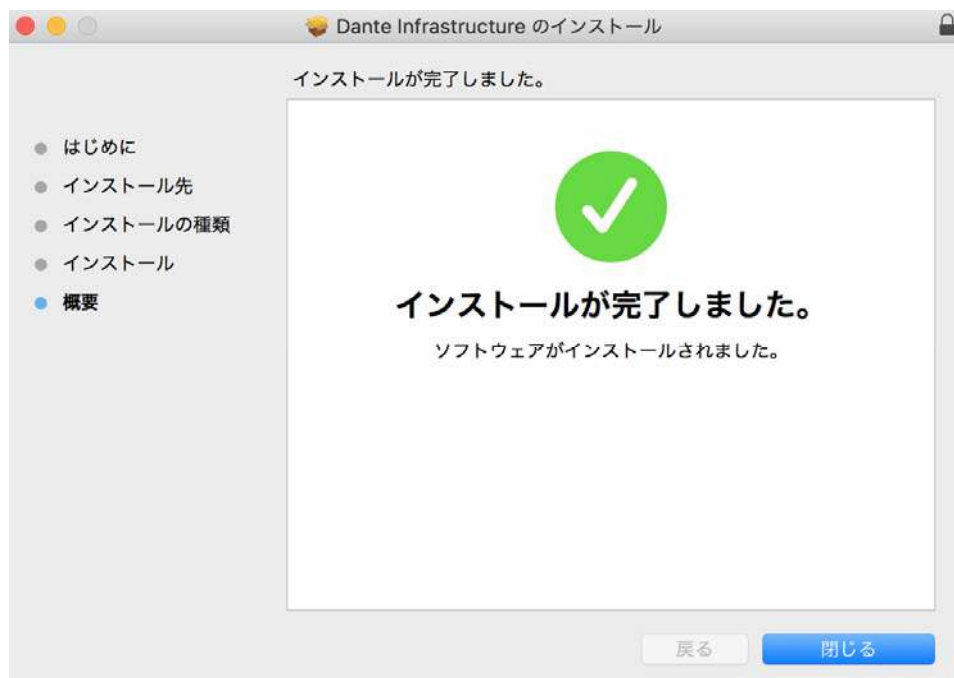 Dante Infrastructure のインストール
インストールが完了しました。
はじめに
インストール先
インストールの種類
インストール
概要
インストールが完了しました。
ソフトウェアがインストールされました。
戻る
閉じる